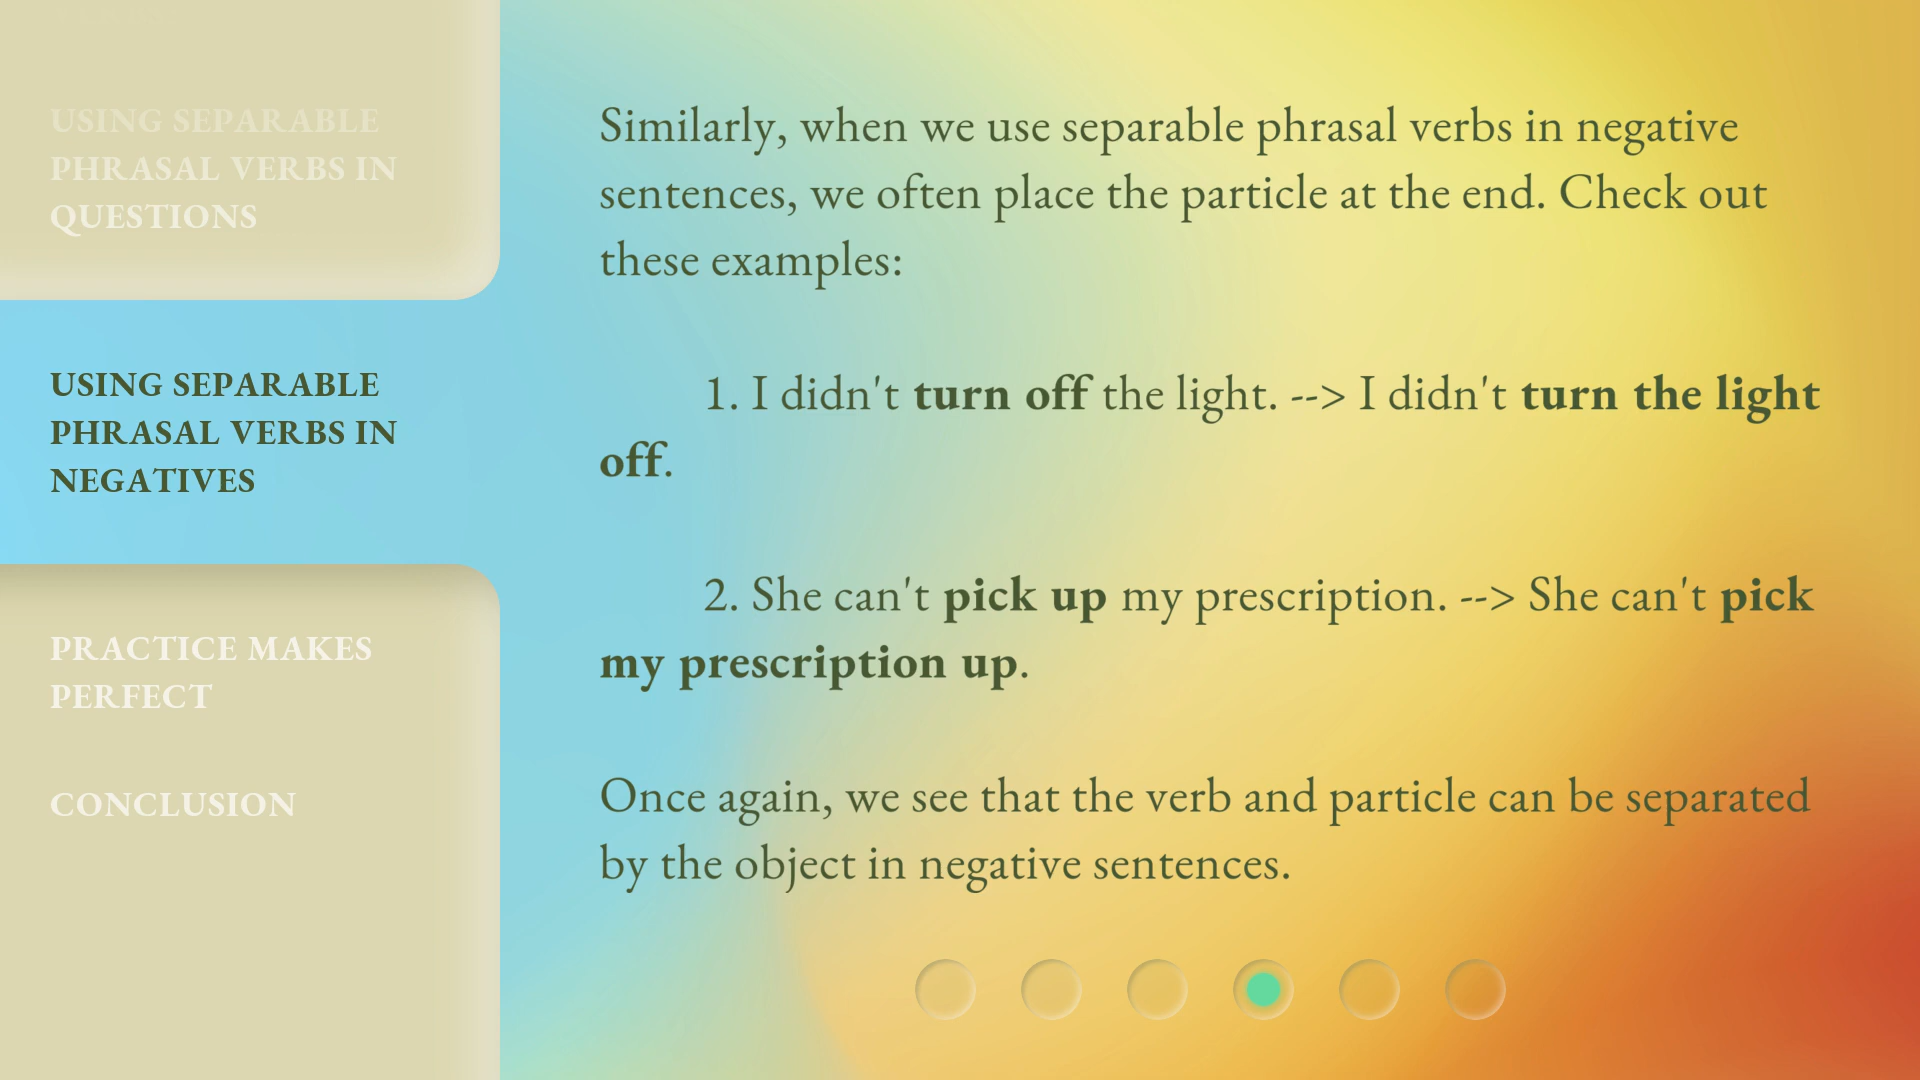 USING SEPARABLE
PHRASAL VERBS IN
QUESTIONS
USING SEPARABLE
PHRASAL VERBS IN
NEGATIVES
PRACTICE MAKES
PERFECT
CONCLUSION
Similarly, when we use separable phrasal verbs in negative
sentences, we often place the particle at the end. Check out
these examples:
1. I didn't turn off the light. --> I didn't turn the light
off.
2. She can't pick up my prescription. --> She can't pick
my prescription up.
Once again, we see that the verb and particle can be separated
by the object in negative sentences.